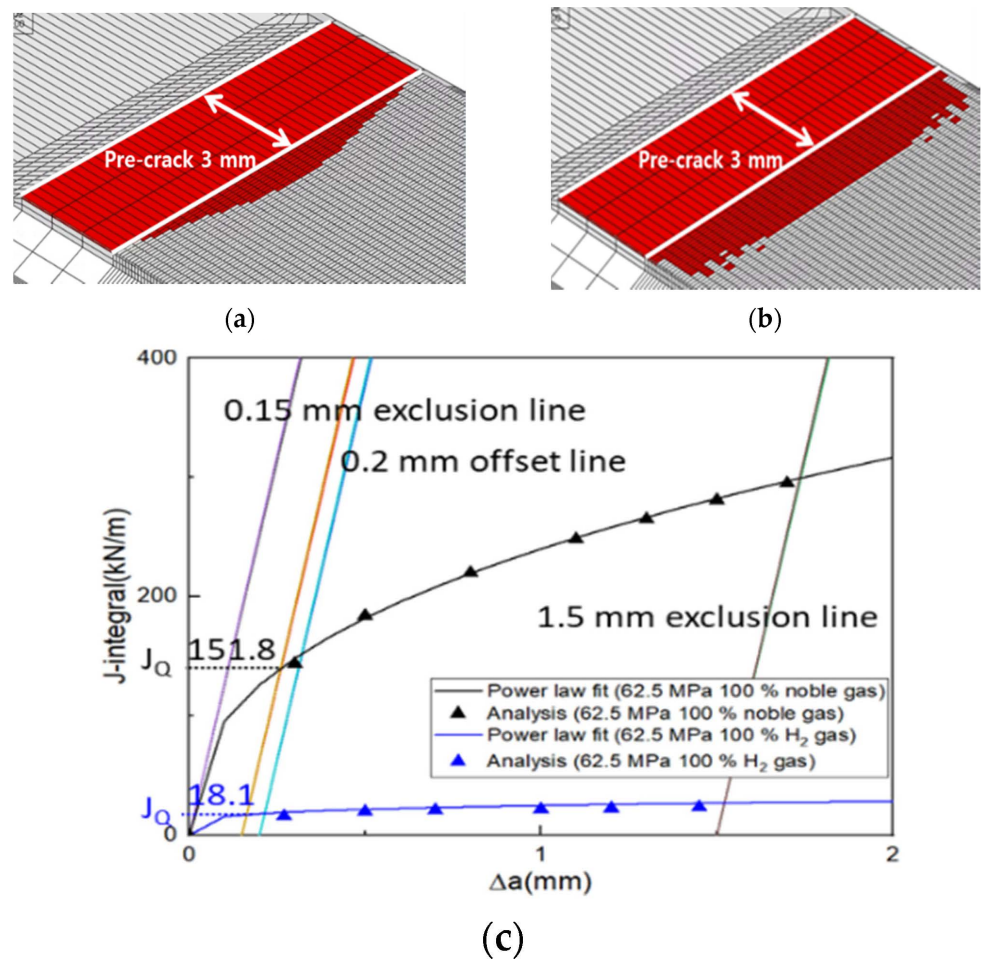 Pre-crack 3 mm
Pre-crack 3 mm
(a)
(b)
400
0.15 mm exclusion line
0.2 mm offset line
J-integral(kN/m)
200
1.5 mm exclusion line
JQ 151.8
Power law fit (62.5 MPa 100 % noble gas)
Analysis (62.5 MPa 100 % noble gas)
Power law fit (62.5 MPa 100 % H2 gas)
Analysis (62.5 MPa 100 % H2 gas)
JQ 18.1
0
0
1
2
Δa(mm)
(c)